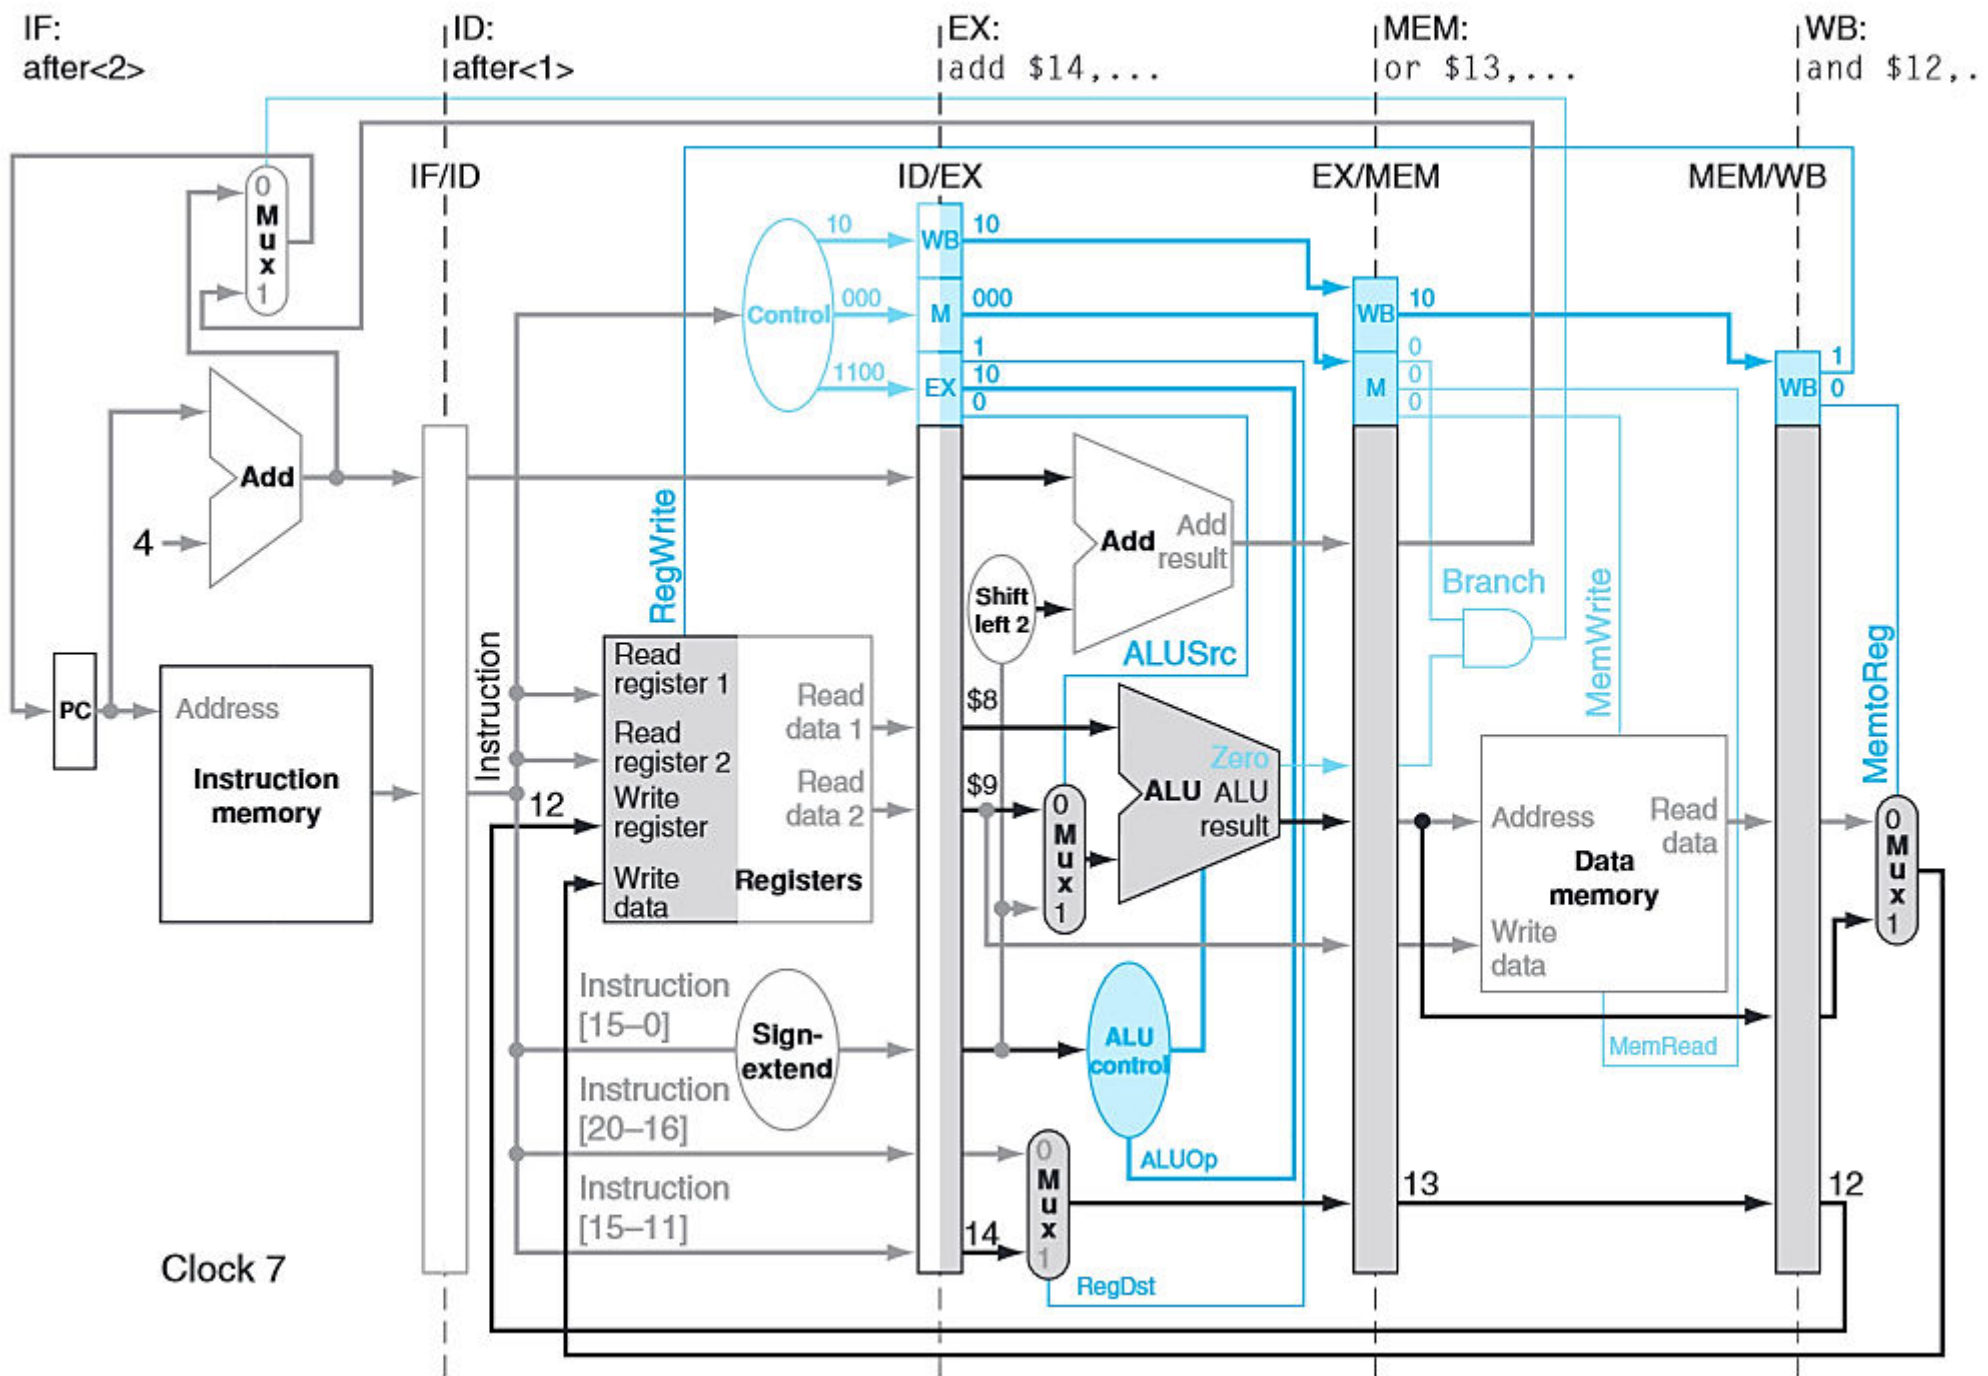 IF:
after<2>
ID:
after<1>
EX:
add $14,...
MEM:
or $13,...
WB:
and $12,.
IF/ID
ID/EX
EX/MEM
MEM/WB
0
Mux
1
Control
10
000
1100
WB
M
EX
10
000
1
10
0
WB
M
10
0
0
0
WB
1
0
Add
4
RegWrite
Add
Add
result
Shift
left 2
ALUSrc
Branch
MemWrite
MemtoReg
PC
Address
Instruction
memory
Instruction
Read
register 1
Read
register 2
Write
register
Write
data
Read
data 1
Read
data 2
Registers
12
$8
$9
0
Mux
1
Zero
ALU
ALU
result
Address
Read
data
Data
memory
Write
data
MemRead
0
Mux
1
Instruction
[15–0]
Sign-
extend
ALU
control
Instruction
[20–16]
ALUOp
Instruction
[15–11]
14
0
Mux
1
RegDst
13
12
Clock 7